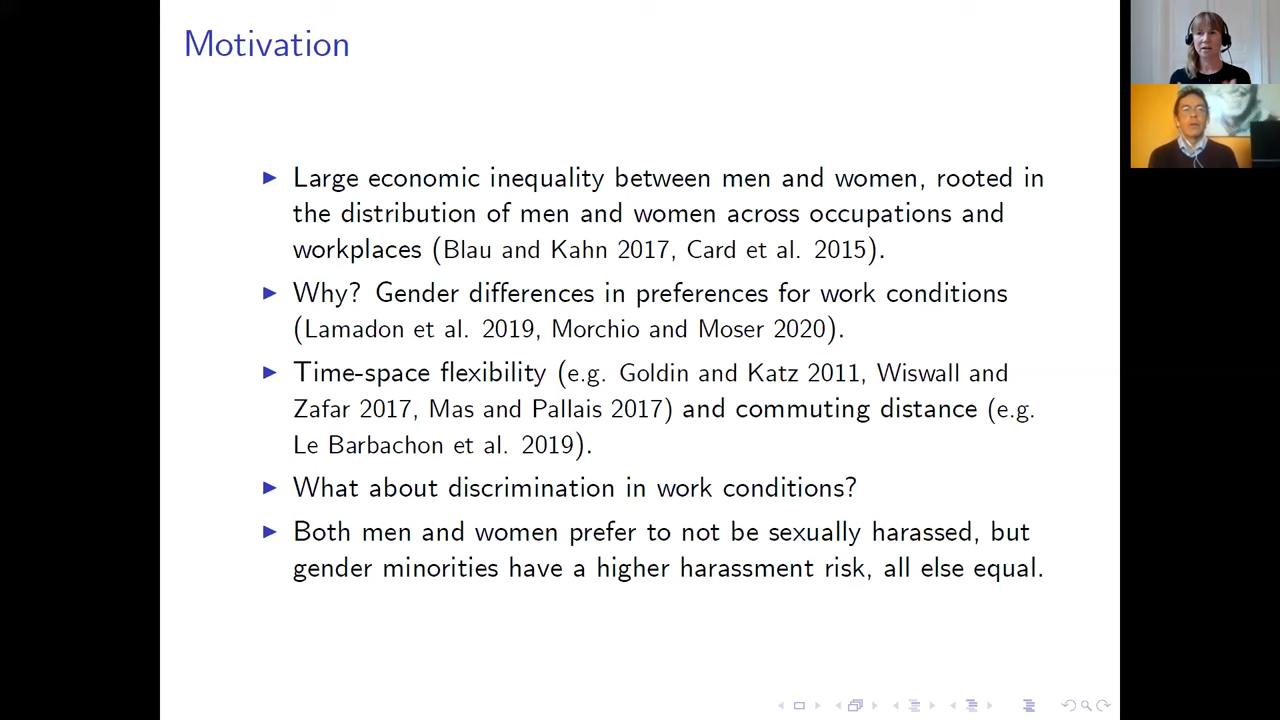 Motivation
Large economic inequality between men and women, rooted in
the distribution of men and women across occupations and
workplaces (Blau and Kahn 2017, Card et al. 2015).
Why? Gender differences in preferences for work conditions
(Lamadon et al. 2019, Morchio and Moser 2020).
Time-space flexibility (e.g. Goldin and Katz 2011, Wiswall and
Zafar 2017, Mas and Pallais 2017) and commuting distance (e.g.
Le Barbachon et al. 2019).
What about discrimination in work conditions?
Both men and women prefer to not be sexually harassed, but
gender minorities have a higher harassment risk, all else equal.